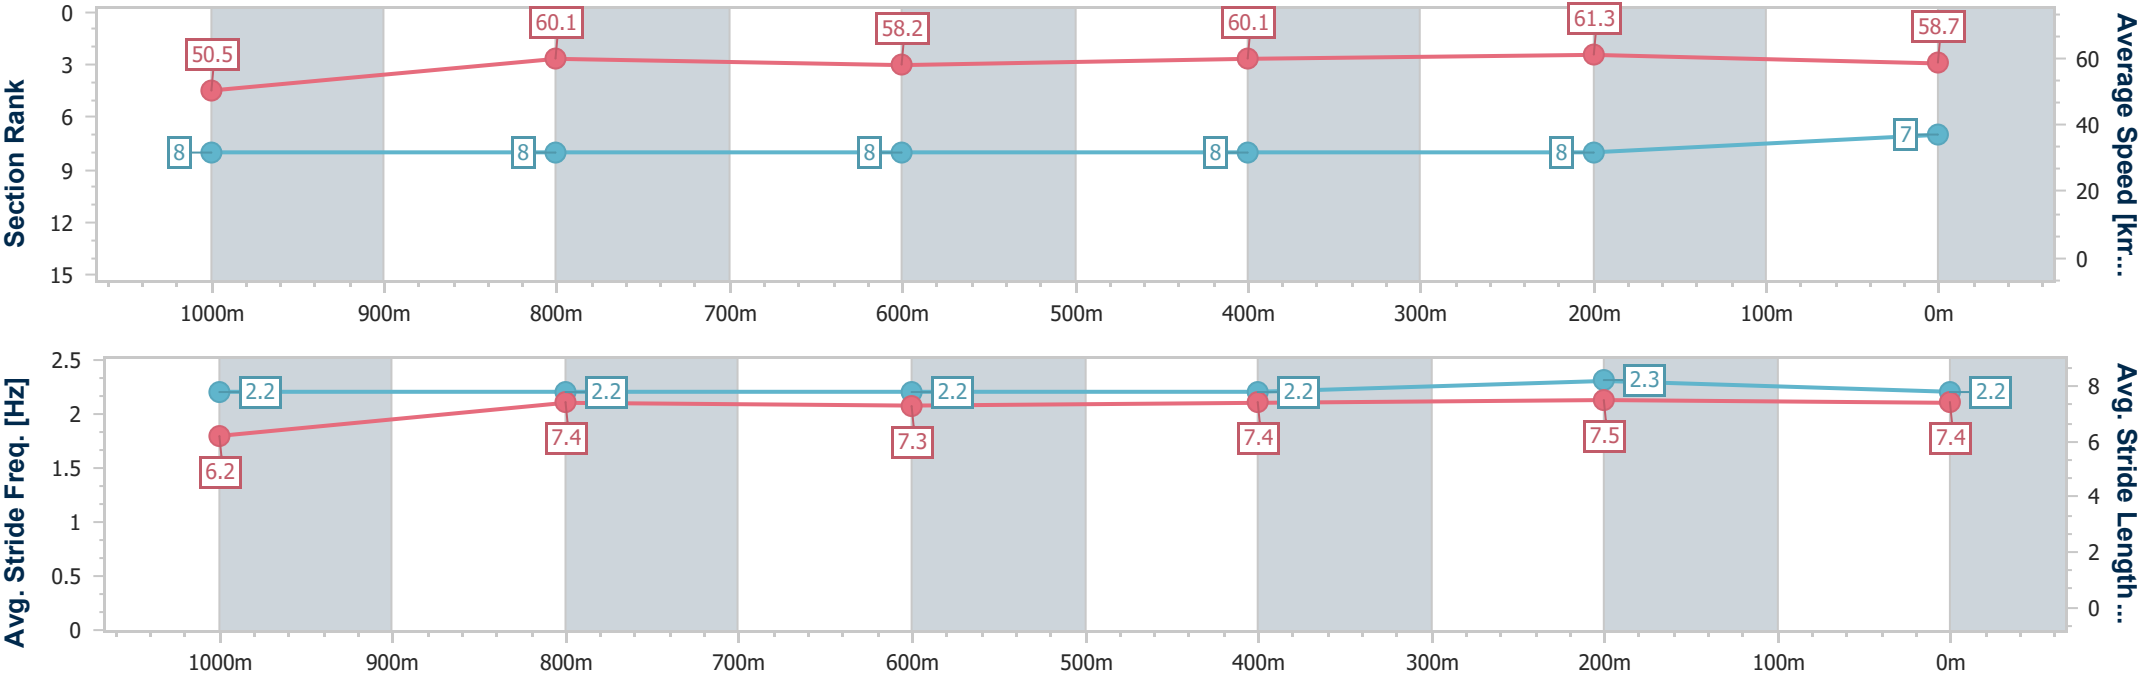 Section Rank
0
3
6
9
12
15
50.5
60.1
58.2
60.1
61.3
58.7
8
8
8
8
8
7
60
40
20
0
Average Speed [km...
1000m
900m
800m
700m
600m
500m
400m
300m
200m
100m
0m
Avg. Stride Freq. [Hz]
2.5
2
1.5
1
0.5
0
2.2
2.2
2.2
2.2
2.3
2.2
6.2
7.4
7.3
7.4
7.5
7.4
8
6
4
2
0
Avg. Stride Length ...
1000m
900m
800m
700m
600m
500m
400m
300m
200m
100m
0m